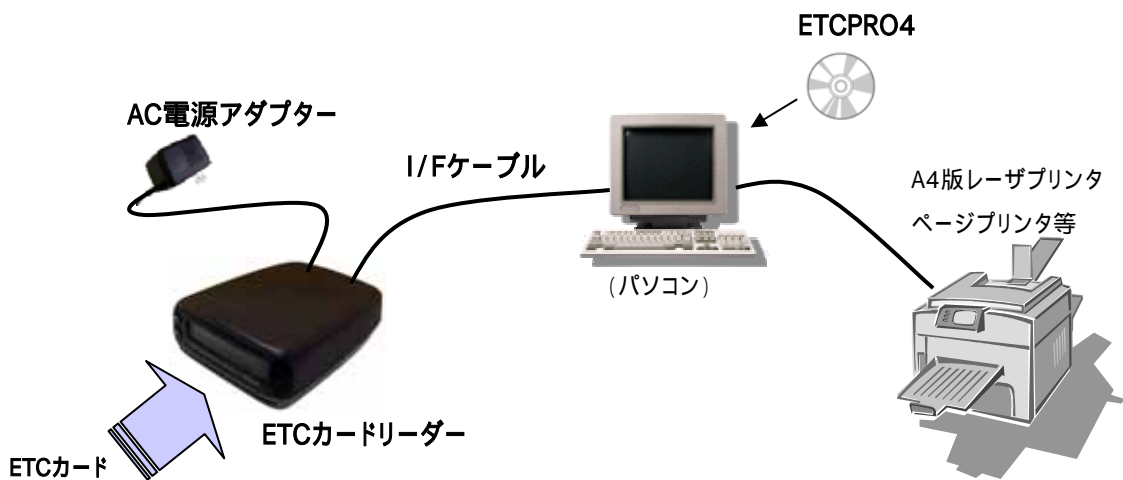 ETCPRO4
AC電源アダプター
I/Fケーブル
A4版レーザプリンタ
ページプリンタ等
(パソコン)
ETCカードリーダー
ETCカード